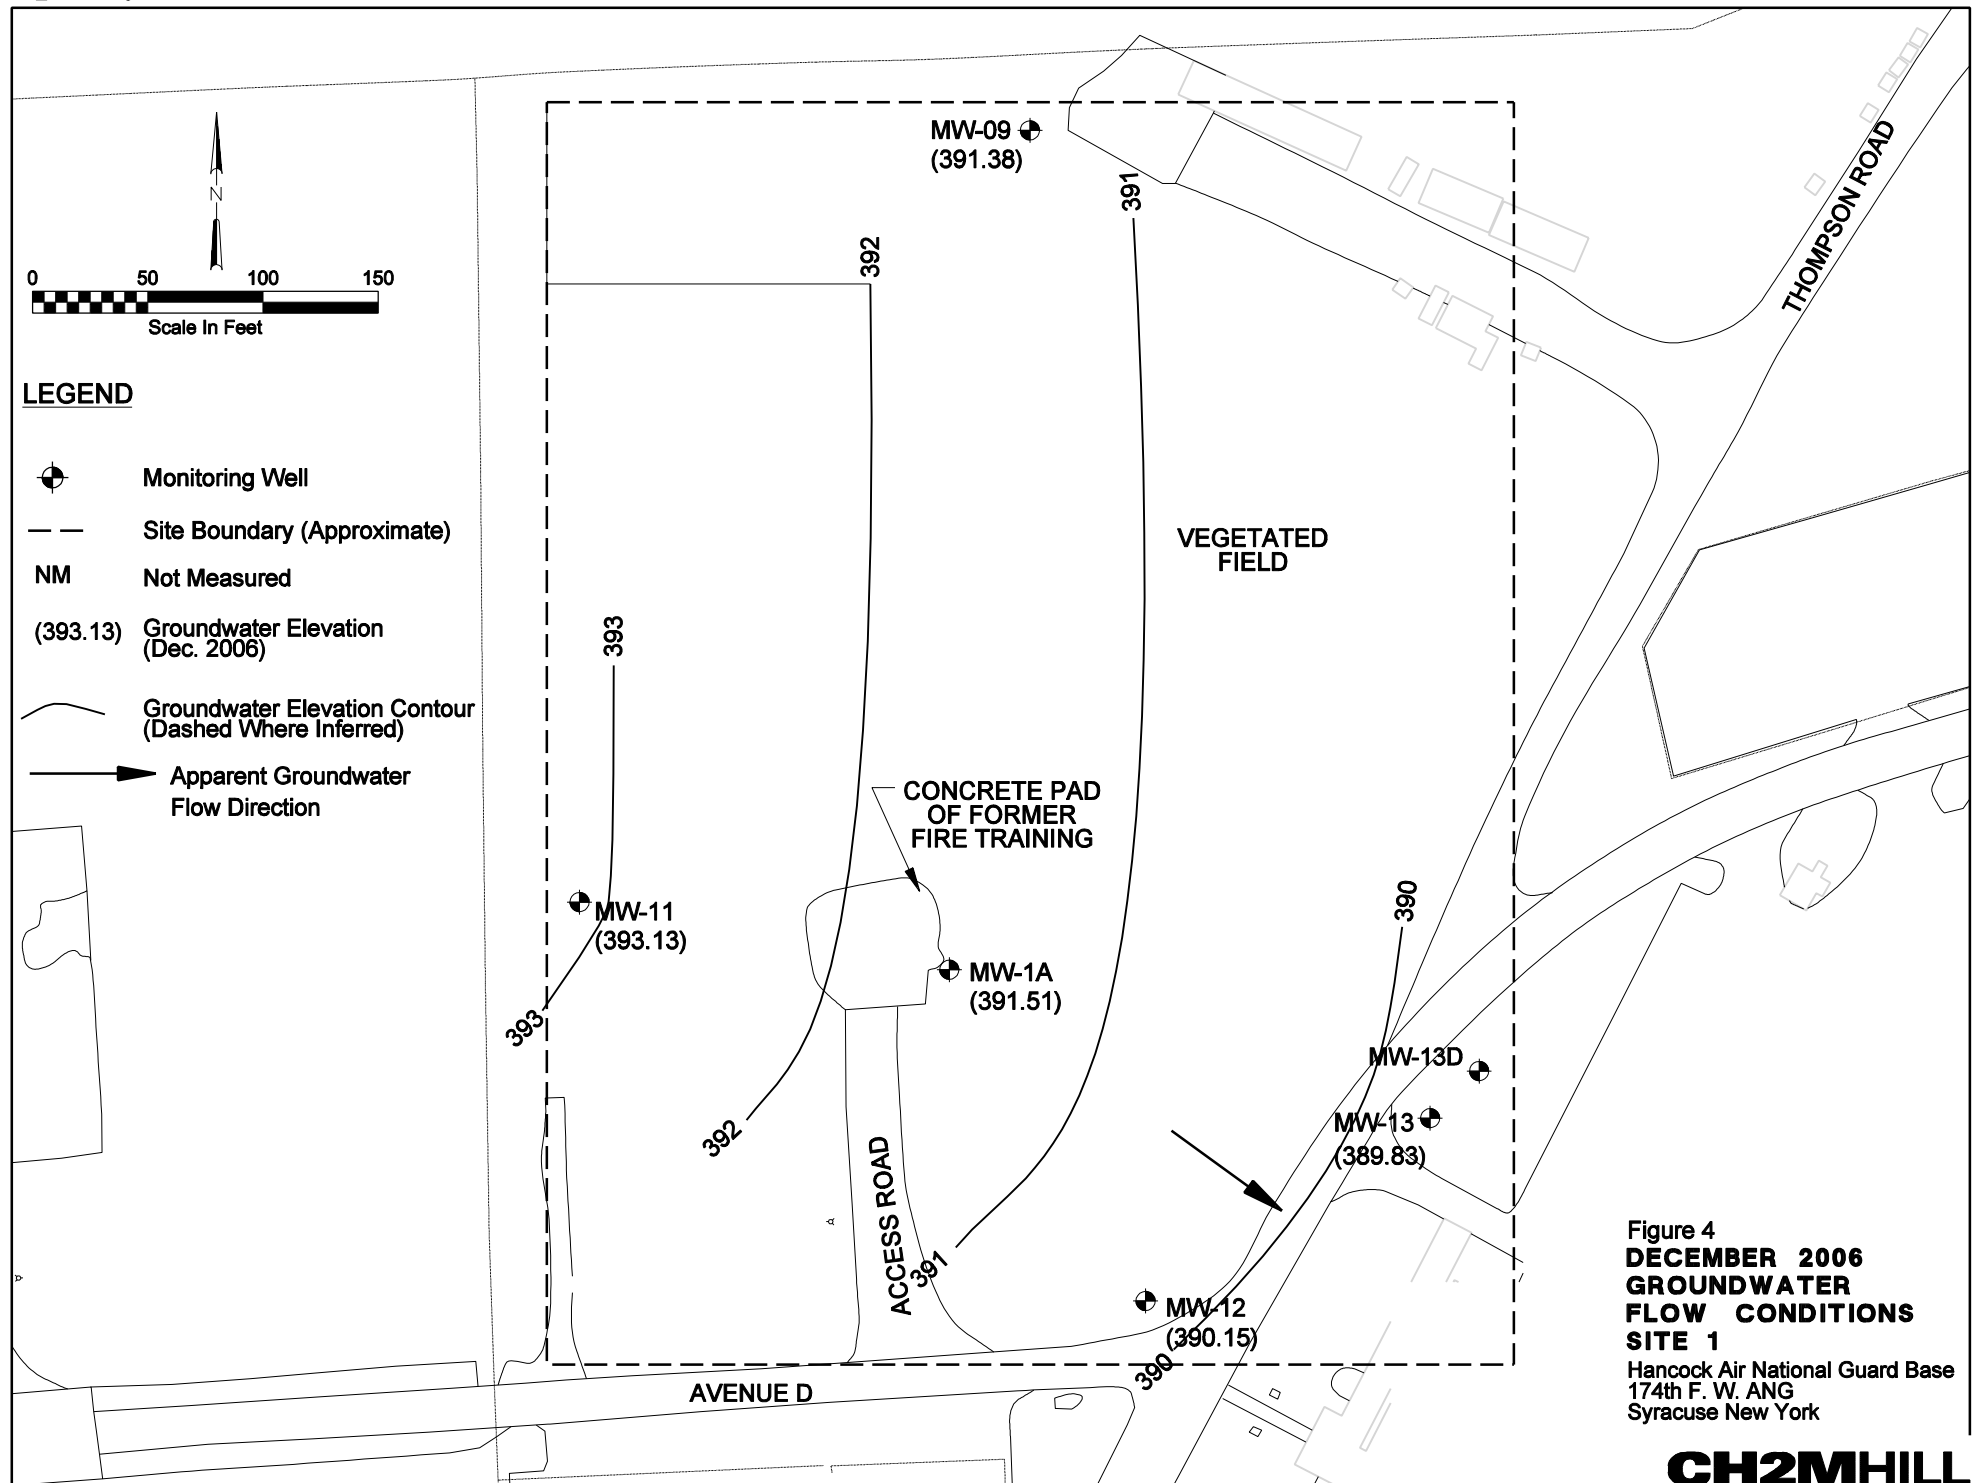 MW-09
(391.38)
391
THOMPSON ROAD
N
392
0 50 100 150
Scale In Feet
LEGEND
Monitoring Well
Site Boundary (Approximate)
NM Not Measured
(393.13) Groundwater Elevation
(Dec. 2006)
Groundwater Elevation Contour
(Dashed Where Inferred)
Apparent Groundwater
Flow Direction
VEGETATED
FIELD
393
CONCRETE PAD
OF FORMER
FIRE TRAINING
390
MW-11
(393.13)
MW-1A
(391.51)
393
MW-13D
MW-13
(389.83)
392
ACCESS ROAD
391
MW-12
(390.15)
390
AVENUE D
Figure 4
DECEMBER 2006
GROUNDWATER
FLOW CONDITIONS
SITE 1
Hancock Air National Guard Base
174th F. W. ANG
Syracuse New York
CH2MHILL